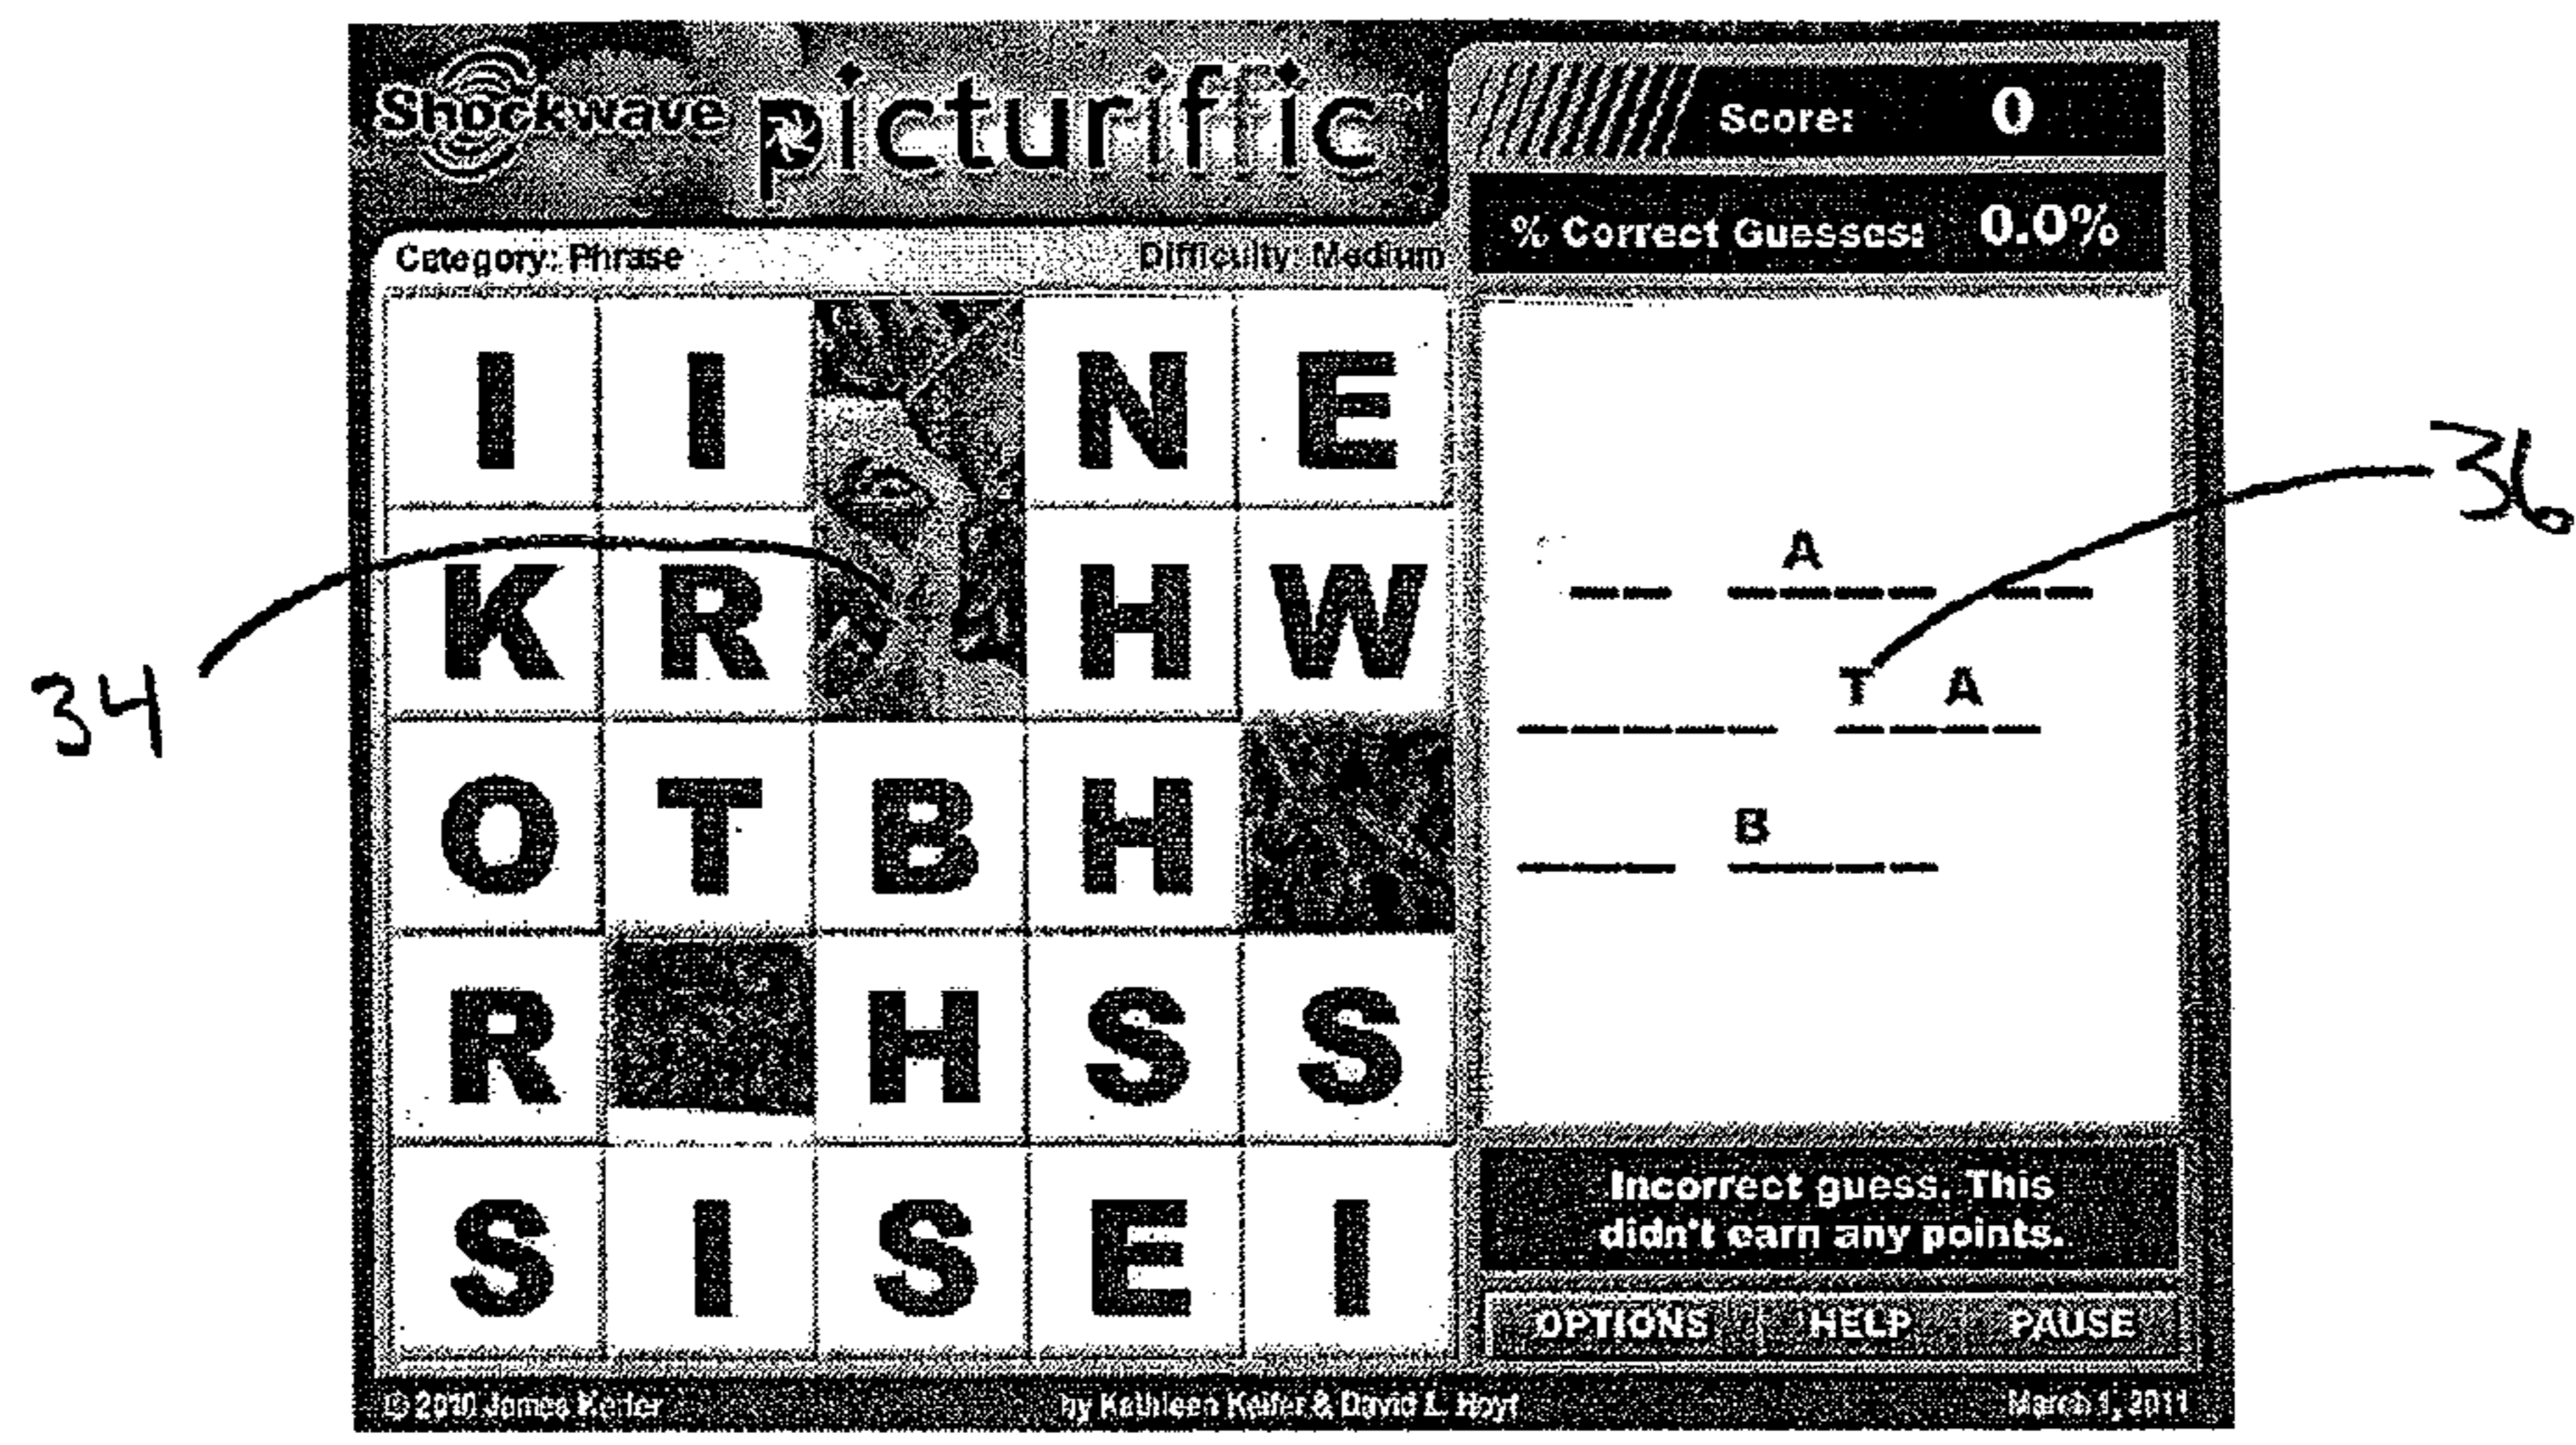 Shockwave picturiffic
Score: 0
% Correct Guesses: 0.0%
Category: Phrase Difficulty: Medium
I I N E
K R H W
O T B H
R H S S
S I S E I
A
T A
B
34
36
Incorrect guess. This
didn't earn any points.
OPTIONS HELP PAUSE
© 2010 James Keifer by Kathleen Keifer & David L. Hoyt March 1, 2011